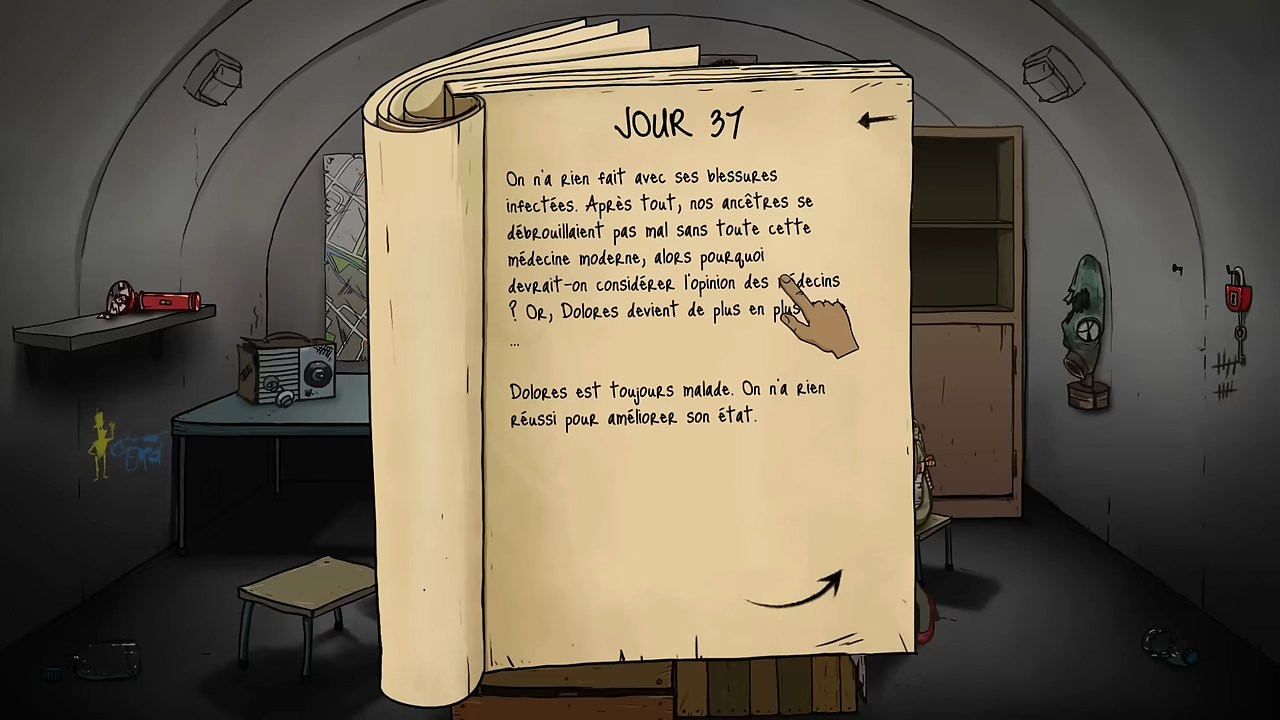 JOUR 37
On n'a rien fait avec ses blessures
infectées. Après tout, nos ancêtres se
débrouillaient pas mal sans toute cette
médecine moderne, alors pourquoi
devrait-on considérer l'opinion des
? Or, Dolores devient de plus en plus
...
Dolores est toujours malade. On n'a rien
réussi pour améliorer son état.